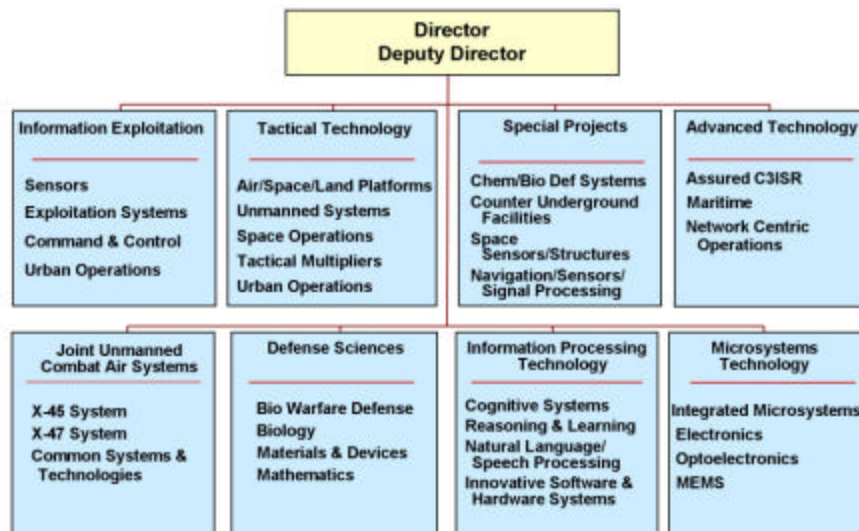 Director
Deputy Director
Information Exploitation
Sensors
Exploitation Systems
Command & Control
Urban Operations
Tactical Technology
Air/Space/Land Platforms
Unmanned Systems
Space Operations
Tactical Multipliers
Urban Operations
Special Projects
Chem/Bio Def Systems
Counter Underground
Facilities
Space
Sensors/Structures
Navigation/Sensors/
Signal Processing
Advanced Technology
Assured C3ISR
Maritime
Network Centric
Operations
Joint Unmanned
Combat Air Systems
X-45 System
X-47 System
Common Systems &
Technologies
Defense Sciences
Bio Warfare Defense
Biology
Materials & Devices
Mathematics
Information Processing
Technology
Cognitive Systems
Reasoning & Learning
Natural Language/
Speech Processing
Innovative Software &
Hardware Systems
Microsystems
Technology
Integrated Microsystems
Electronics
Optoelectronics
MEMS